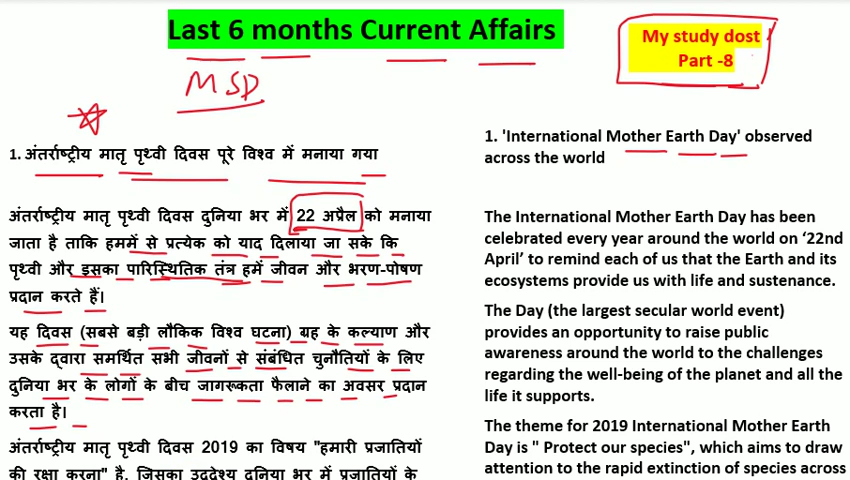 Last 6 months Current Affairs
My study dost
Part -8
MSD
1. अंतर्राष्ट्रीय मातृ पृथ्वी दिवस पूरे विश्व में मनाया गया
अंतर्राष्ट्रीय मातृ पृथ्वी दिवस दुनिया भर में 22 अप्रैल को मनाया
जाता है ताकि हममें से प्रत्येक को याद दिलाया जा सके कि
पृथ्वी और इसका पारिस्थितिक तंत्र हमें जीवन और भरण-पोषण
प्रदान करते हैं।
यह दिवस (सबसे बड़ी लौकिक विश्व घटना) ग्रह के कल्याण और
उसके द्वारा समर्थित सभी जीवनों से संबंधित चुनौतियों के लिए
दुनिया भर के लोगों के बीच जागरूकता फैलाने का अवसर प्रदान
करता है।
अंतर्राष्ट्रीय मातृ पृथ्वी दिवस 2019 का विषय "हमारी प्रजातियों
की रक्षा करना" है, जिसका उद्देश्य दुनिया भर में प्रजातियों के
1. 'International Mother Earth Day' observed
across the world
The International Mother Earth Day has been
celebrated every year around the world on ‘22nd
April’ to remind each of us that the Earth and its
ecosystems provide us with life and sustenance.
The Day (the largest secular world event)
provides an opportunity to raise public
awareness around the world to the challenges
regarding the well-being of the planet and all the
life it supports.
The theme for 2019 International Mother Earth
Day is " Protect our species", which aims to draw
attention to the rapid extinction of species across